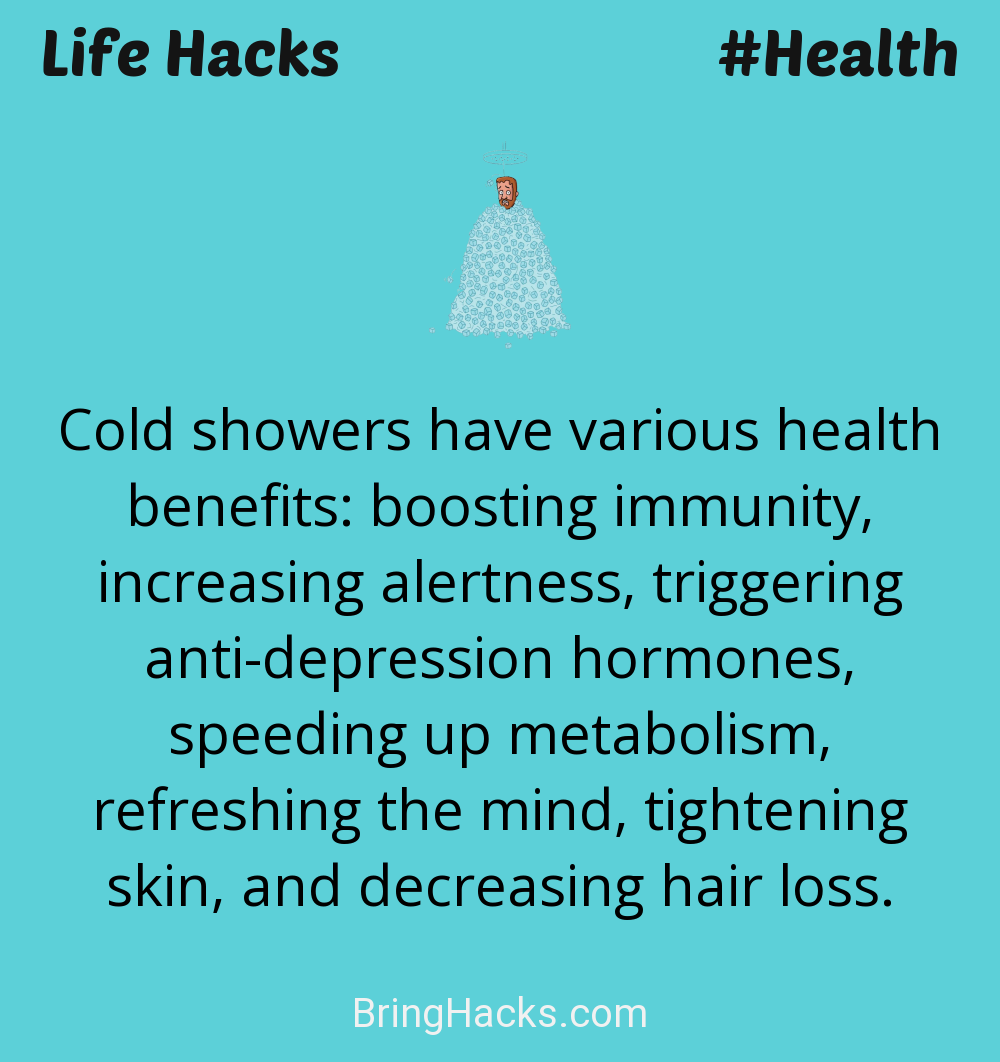 Life Hacks
#Health
Cold showers have various health
benefits: boosting immunity,
increasing alertness, triggering
anti-depression hormones,
speeding up metabolism,
refreshing the mind, tightening
skin, and decreasing hair loss.
BringHacks.com